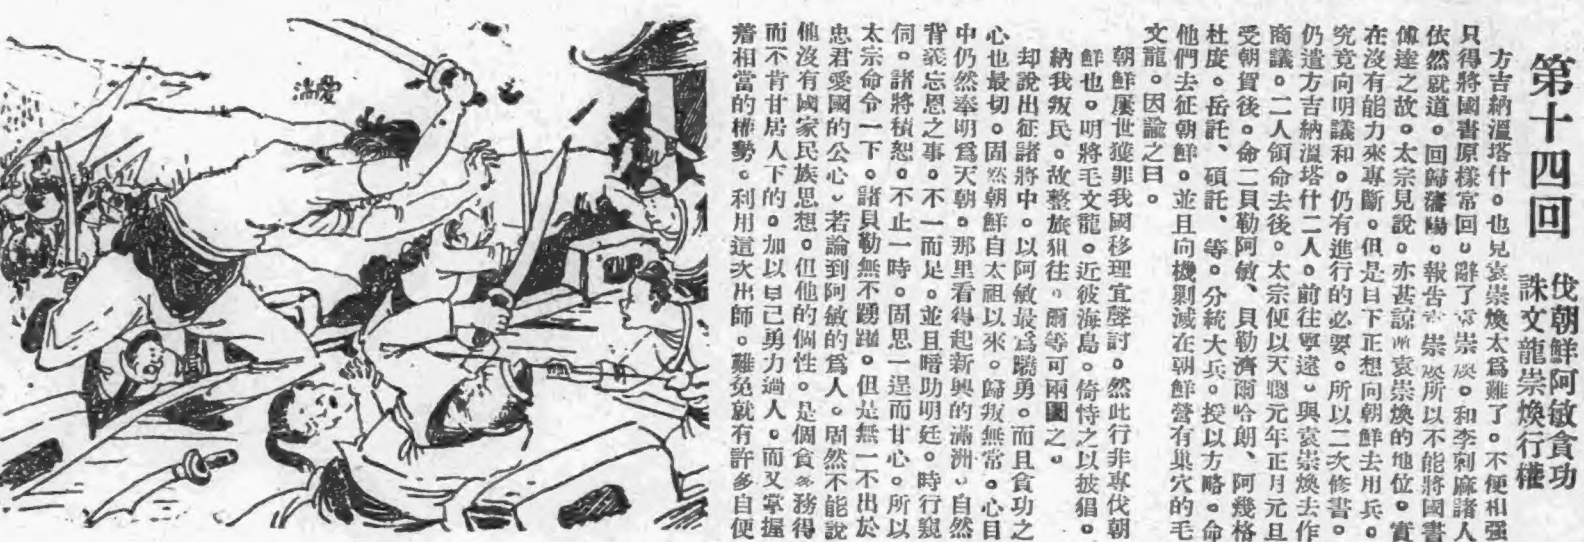 第十四回
伐朝鮮阿敏貪功
誅文龍崇煥行權
方吉納溫塔什。也見袁崇煥太爲難了。不便相強
只得將國書原樣帶回。辭了袁崇煥。和李剌麻諸人
依然就道。回歸瀋陽。報告袁崇煥所以不能將國書
傳達之故。太宗見說。亦甚諒解袁崇煥的地位。實
在沒有能力來專斷。但是目下正想向朝鮮去用兵。
究竟向明議和。仍有進行的必要。所以二次修書。
仍遣方吉納溫塔什二人。前往寧遠。與袁崇煥去作
商議。二人領命去後。太宗便以天聰元年正月元旦
受朝賀後。命二貝勒阿敏、貝勒濟爾哈朗、阿幾格
杜度。岳託、碩託、等。分統大兵。授以方略。命
他們去征朝鮮。並且向機剿滅在朝鮮營有巢穴的毛
文龍。因諭之曰。
朝鮮屢世獲罪我國移理宜聲討。然此行非專伐朝
鮮也。明將毛文龍。近彼海島。倚恃之以披猖。
納我叛民。故整旅徂往。爾等可兩圖之。
却說出征諸將中。以阿敏最爲驍勇。而且貪功之
心也最切。固然朝鮮自太祖以來。歸叛無常。心目
中仍然奉明爲天朝。那里看得起新興的滿洲。自然
背義忘恩之事。不一而足。並且暗功明廷。時行窺
伺。諸將積恕。不止一時。固思一逞而甘心。所以
太宗命令一下。諸貝勒無不踴躍。但是無一不出於
忠君愛國的公心。若論到阿敏的爲人。固然不能說
他沒有國家民族思想。但他的個性。是個貪多務得
而不肯甘居人下的。加以自己勇力過人。而又掌握
着相當的權勢。利用這次出師。難免就有許多自便